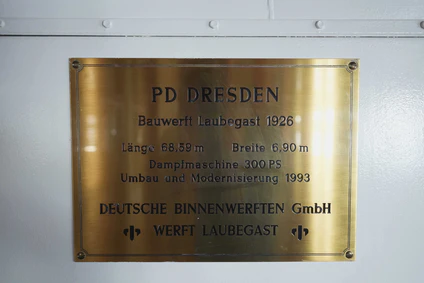 PD DRESDEN
Bauwerft Laubegast 1926
Länge 68,59 m Breite 6,90 m
Dampfmaschine 300 PS
Umbau und Modernisierung 1993
DEUTSCHE BINNENWERFTEN GmbH
WERFT LAUBEGAST